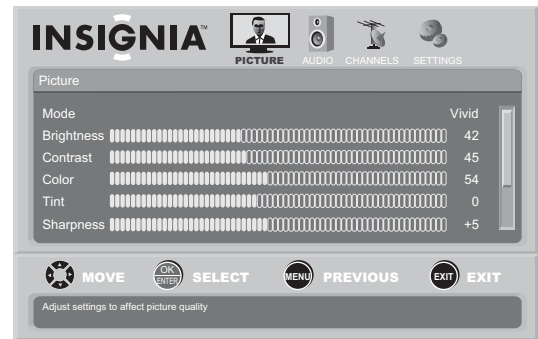 INSIGNIA™
PICTURE AUDIO CHANNELS SETTINGS
Picture
Mode Vivid
Brightness 42
Contrast 45
Color 54
Tint 0
Sharpness +5
MOVE OK ENTER SELECT MENU PREVIOUS EXIT EXIT
Adjust settings to affect picture quality